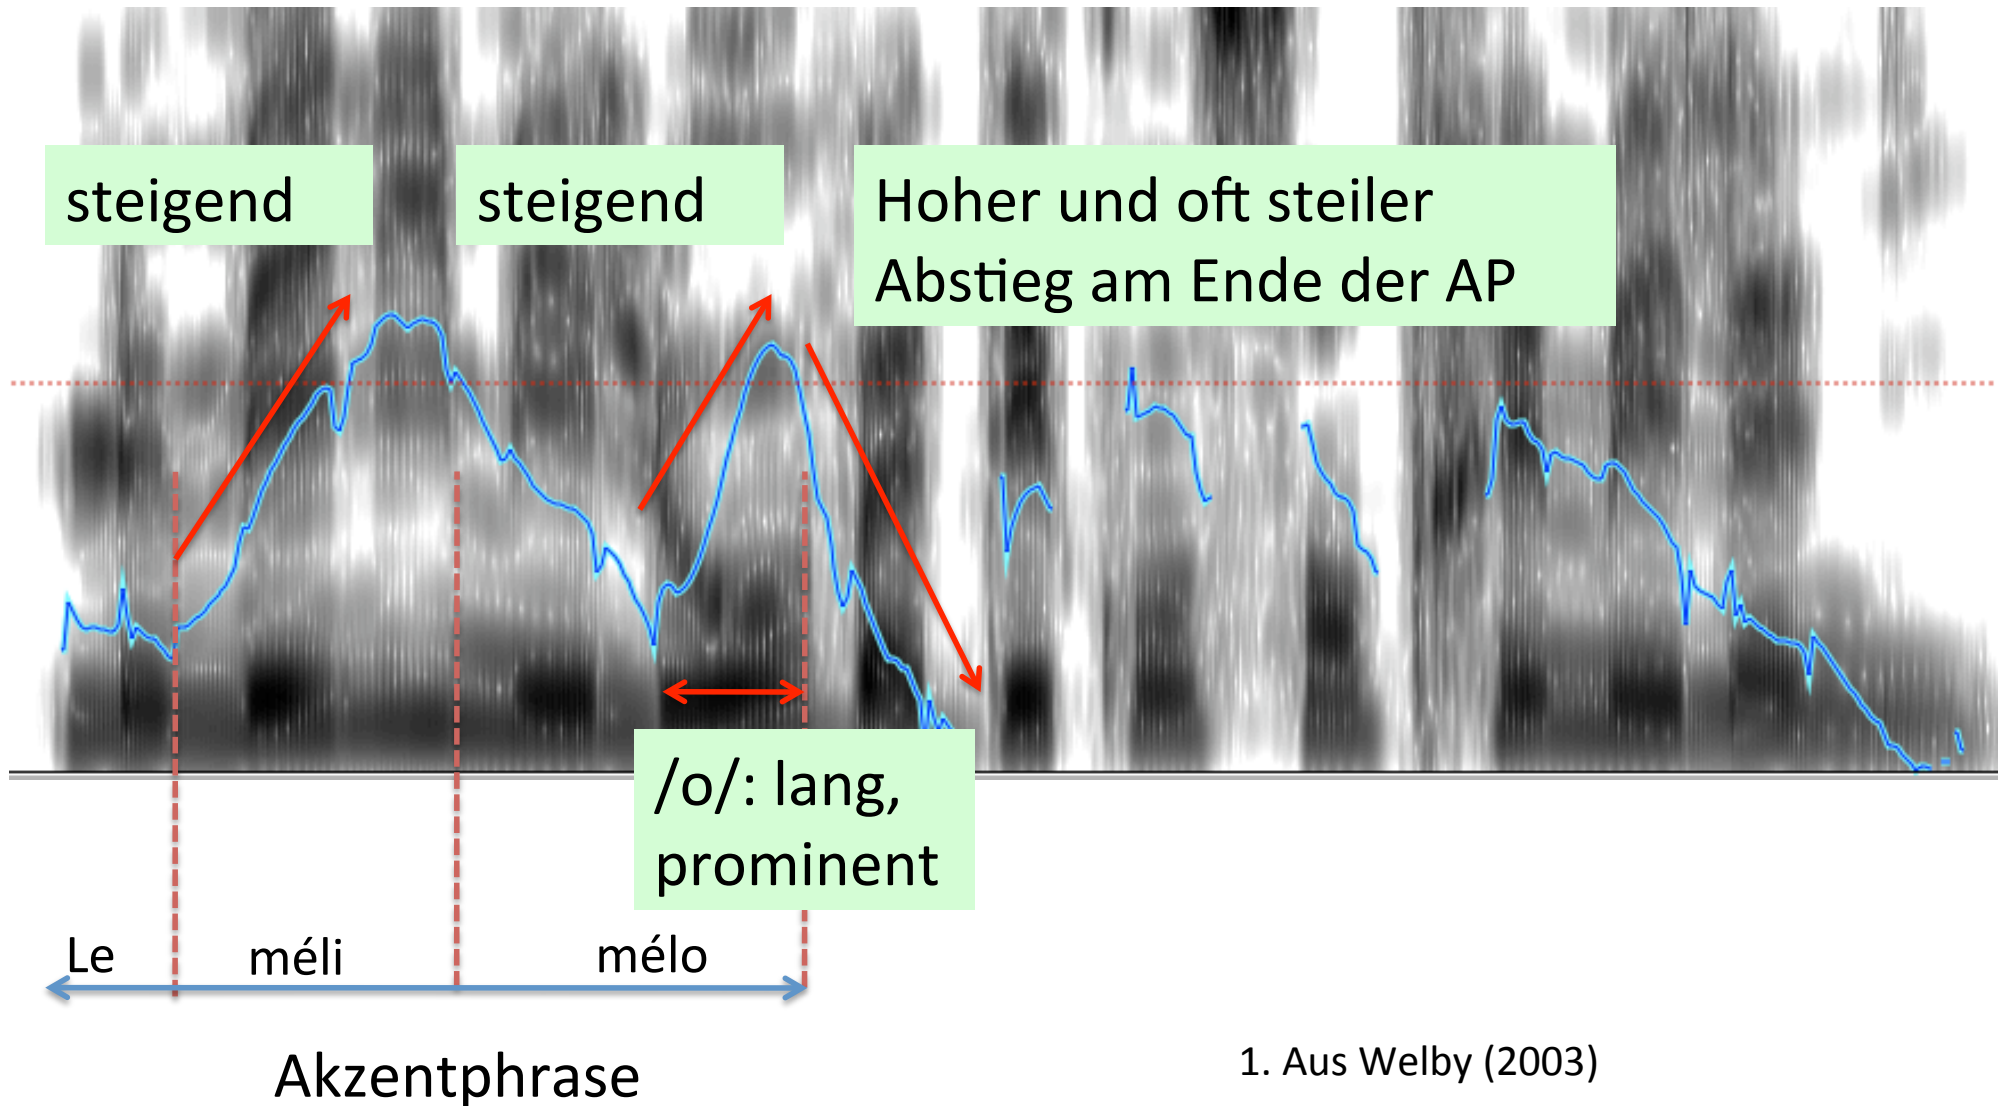 steigend
steigend
Hoher und oft steiler
Abstieg am Ende der AP
/o/: lang,
prominent
Le
méli
mélo
Akzentphrase
1. Aus Welby (2003)